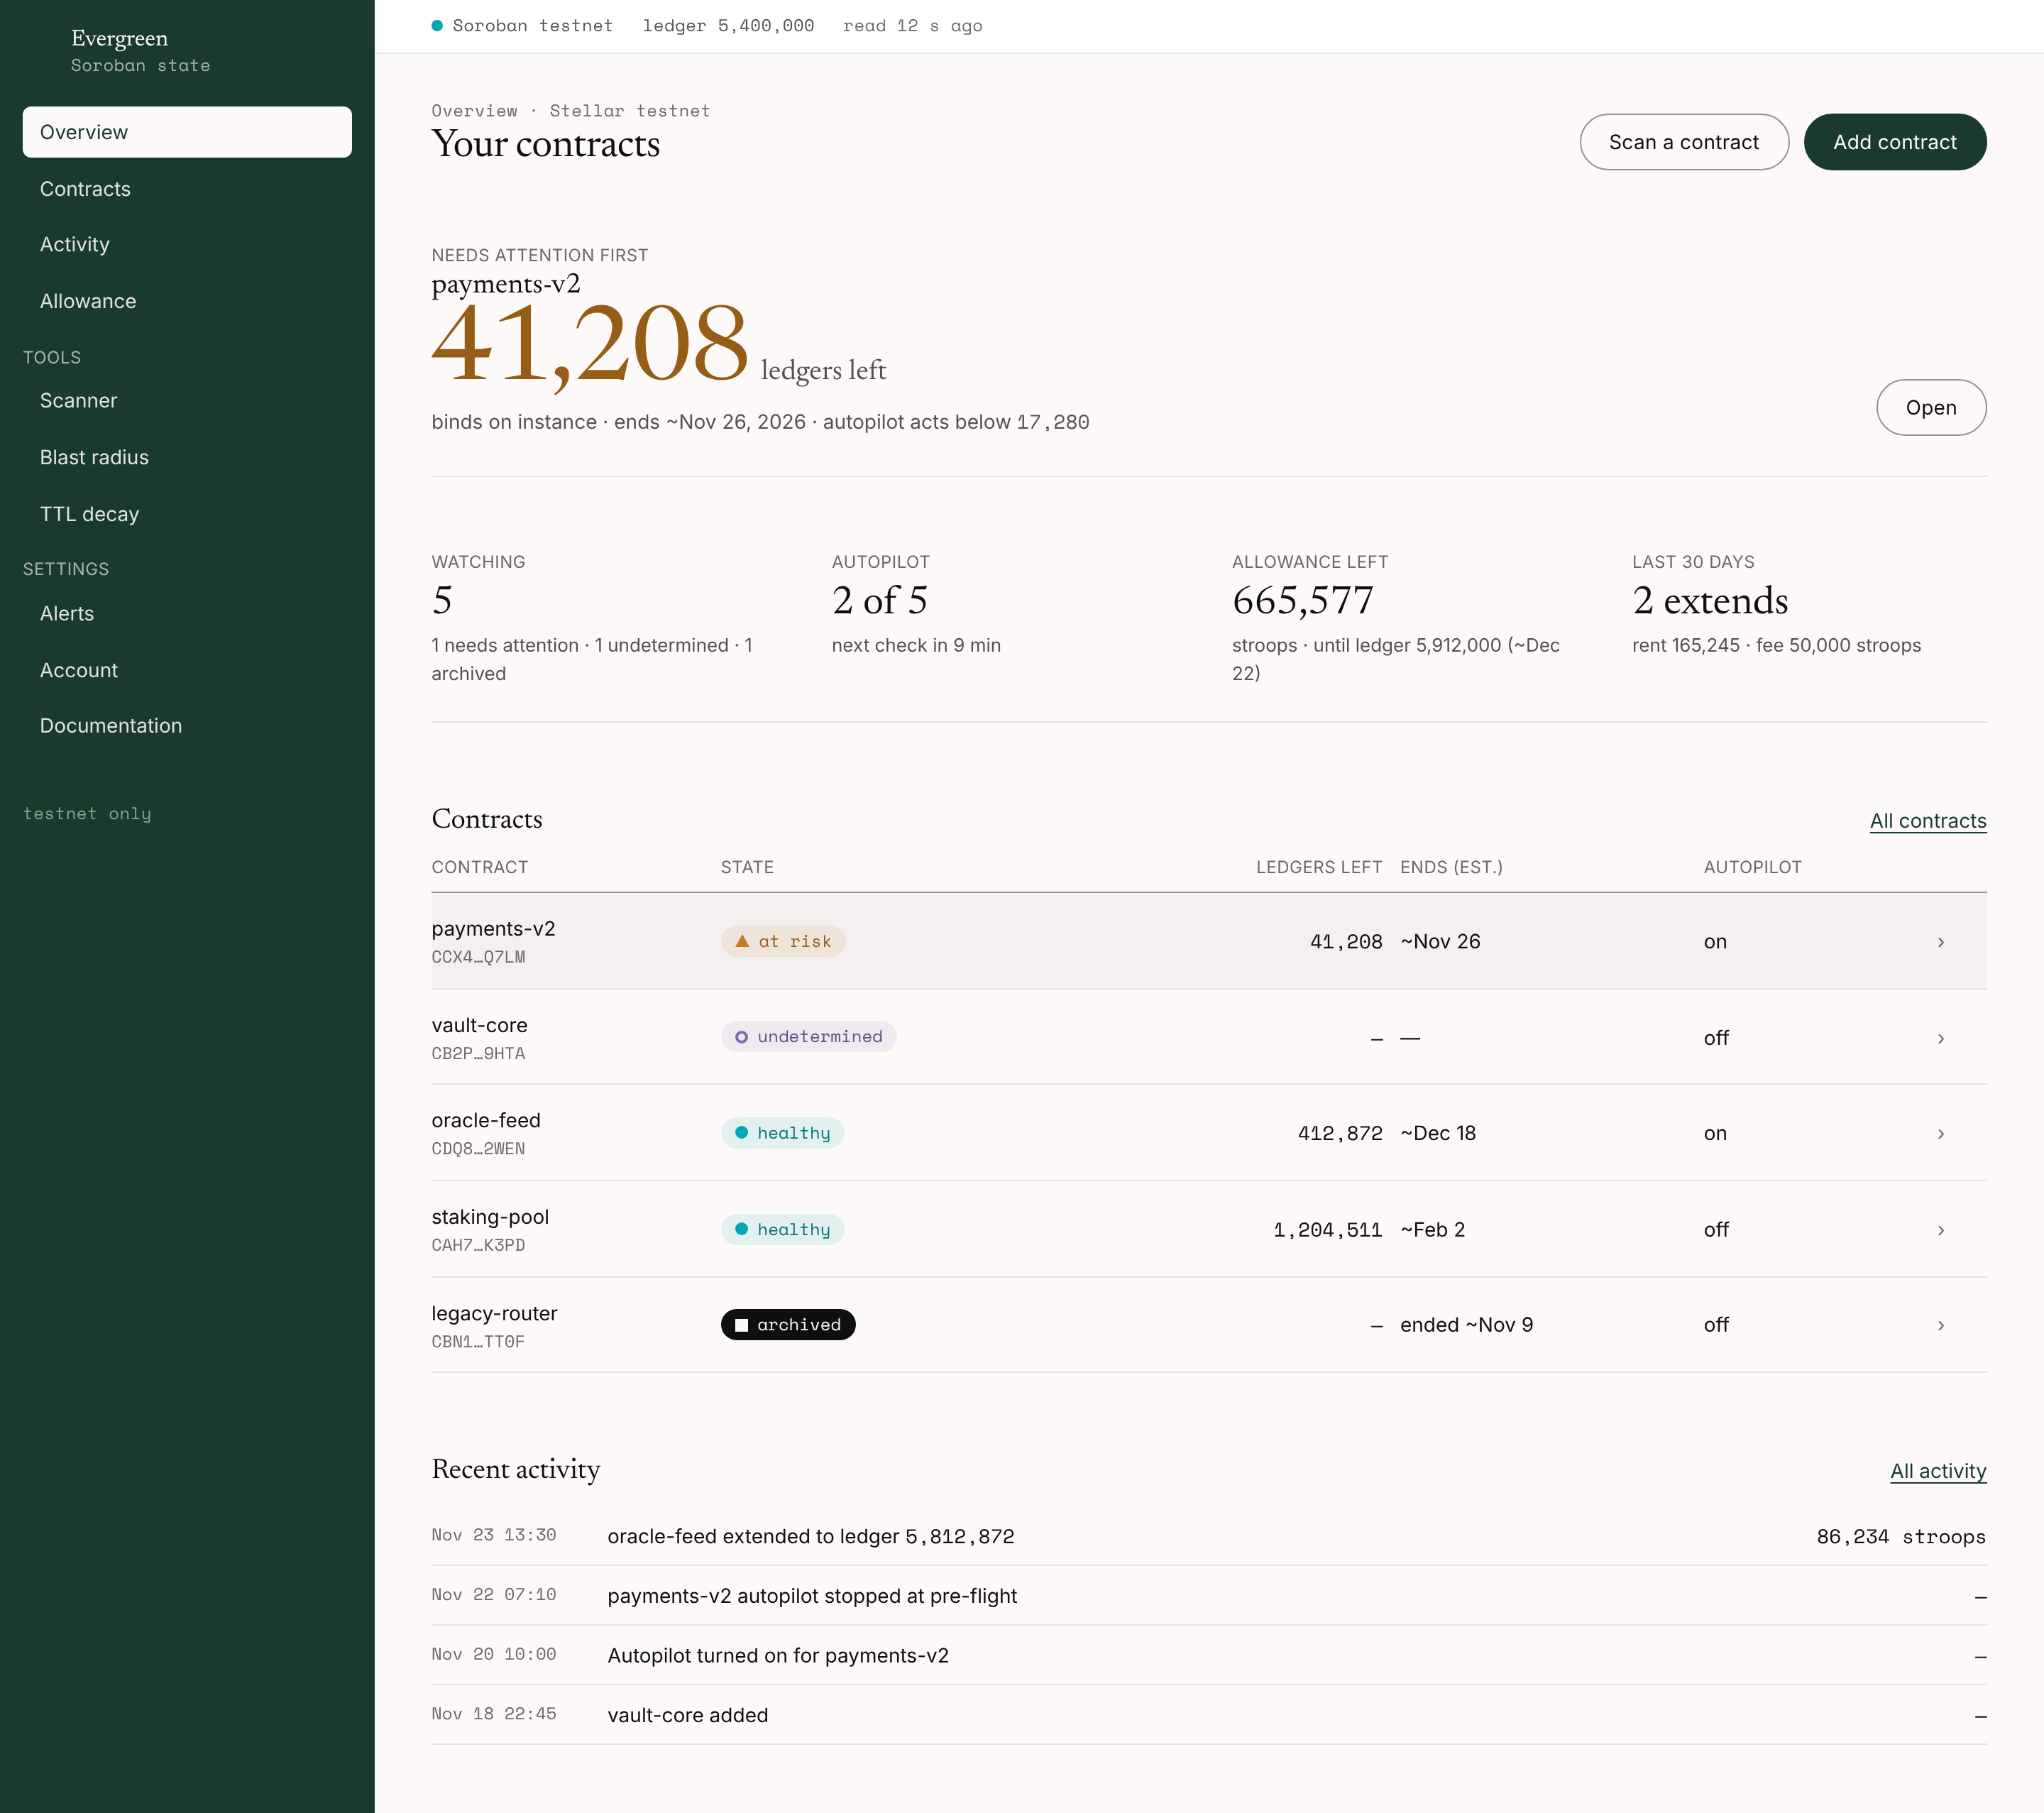 Evergreen
Soroban state
Overview
Contracts
Activity
Allowance
TOOLS
Scanner
Blast radius
TTL decay
SETTINGS
Alerts
Account
Documentation
testnet only
Soroban testnet ledger 5,400,000 read 12 s ago
Overview · Stellar testnet
Your contracts
Scan a contract
Add contract
NEEDS ATTENTION FIRST
payments-v2
41,208 ledgers left
binds on instance · ends ~Nov 26, 2026 · autopilot acts below 17,280
Open
WATCHING
5
1 needs attention · 1 undetermined · 1
archived
AUTOPILOT
2 of 5
next check in 9 min
ALLOWANCE LEFT
665,577
stroops · until ledger 5,912,000 (~Dec
22)
LAST 30 DAYS
2 extends
rent 165,245 · fee 50,000 stroops
Contracts
All contracts
CONTRACT STATE LEDGERS LEFT ENDS (EST.) AUTOPILOT
payments-v2
CCX4…Q7LM
▲ at risk 41,208 ~Nov 26 on ›
vault-core
CB2P…9HTA
undetermined — — off ›
oracle-feed
CDQ8…2WEN
healthy 412,872 ~Dec 18 on ›
staking-pool
CAH7…K3PD
healthy 1,204,511 ~Feb 2 off ›
legacy-router
CBN1…TT0F
archived — ended ~Nov 9 off ›
Recent activity
All activity
Nov 23 13:30 oracle-feed extended to ledger 5,812,872 86,234 stroops
Nov 22 07:10 payments-v2 autopilot stopped at pre-flight —
Nov 20 10:00 Autopilot turned on for payments-v2 —
Nov 18 22:45 vault-core added —